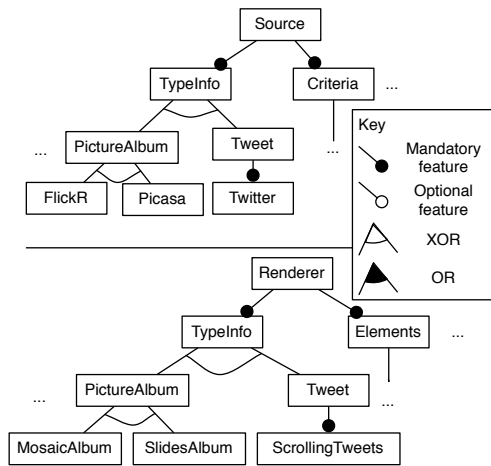 Source
TypeInfo
Criteria
...
...
PictureAlbum
Tweet
...
FlickR
Picasa
Twitter
Key
Mandatory
feature
Optional
feature
XOR
OR
Renderer
TypeInfo
Elements
...
...
PictureAlbum
Tweet
...
MosaicAlbum
SlidesAlbum
ScrollingTweets